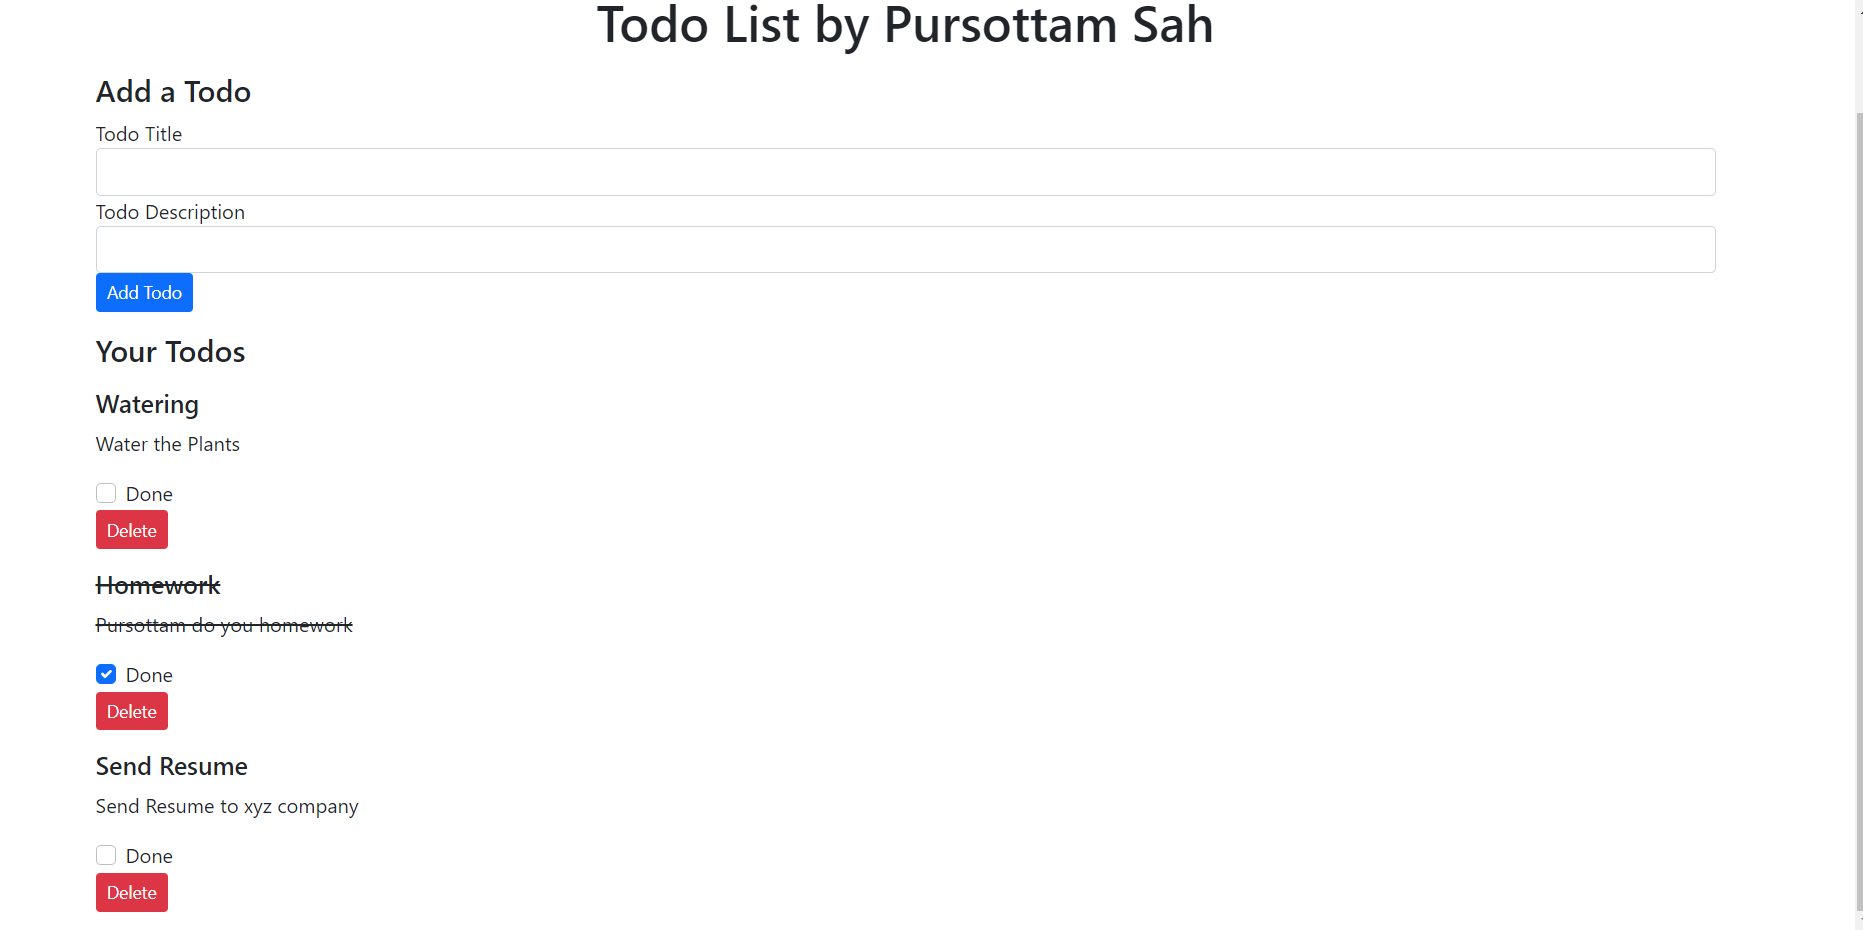 Todo List by Pursottam Sah
Add a Todo
Todo Title
Todo Description
Add Todo
Your Todos
Watering
Water the Plants
Done
Delete
Homework
Pursottam do you homework
Done
Delete
Send Resume
Send Resume to xyz company
Done
Delete